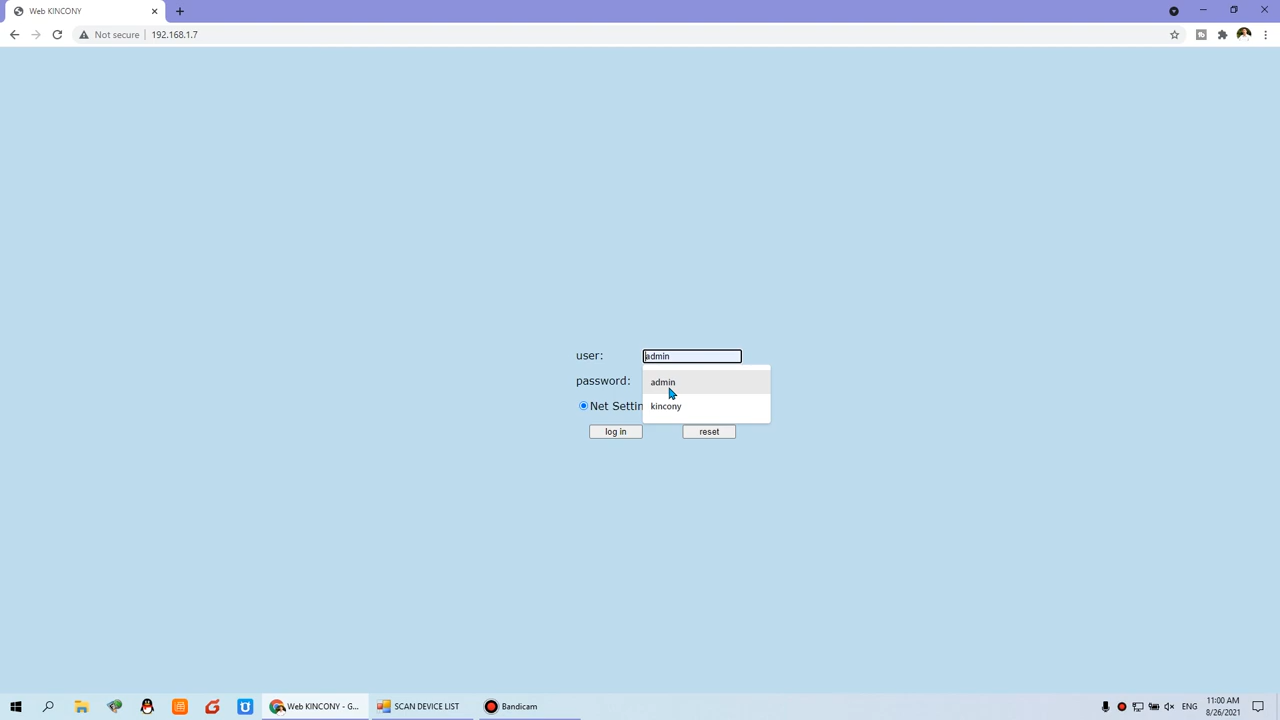 Web KINCONY
Not secure
192.168.1.7
user:
admin
admin
password:
kincony
Net Settin
log in
reset
Web KINCONY - G...
SCAN DEVICE LIST
Bandicam
ENG
11:00 AM
8/26/2021